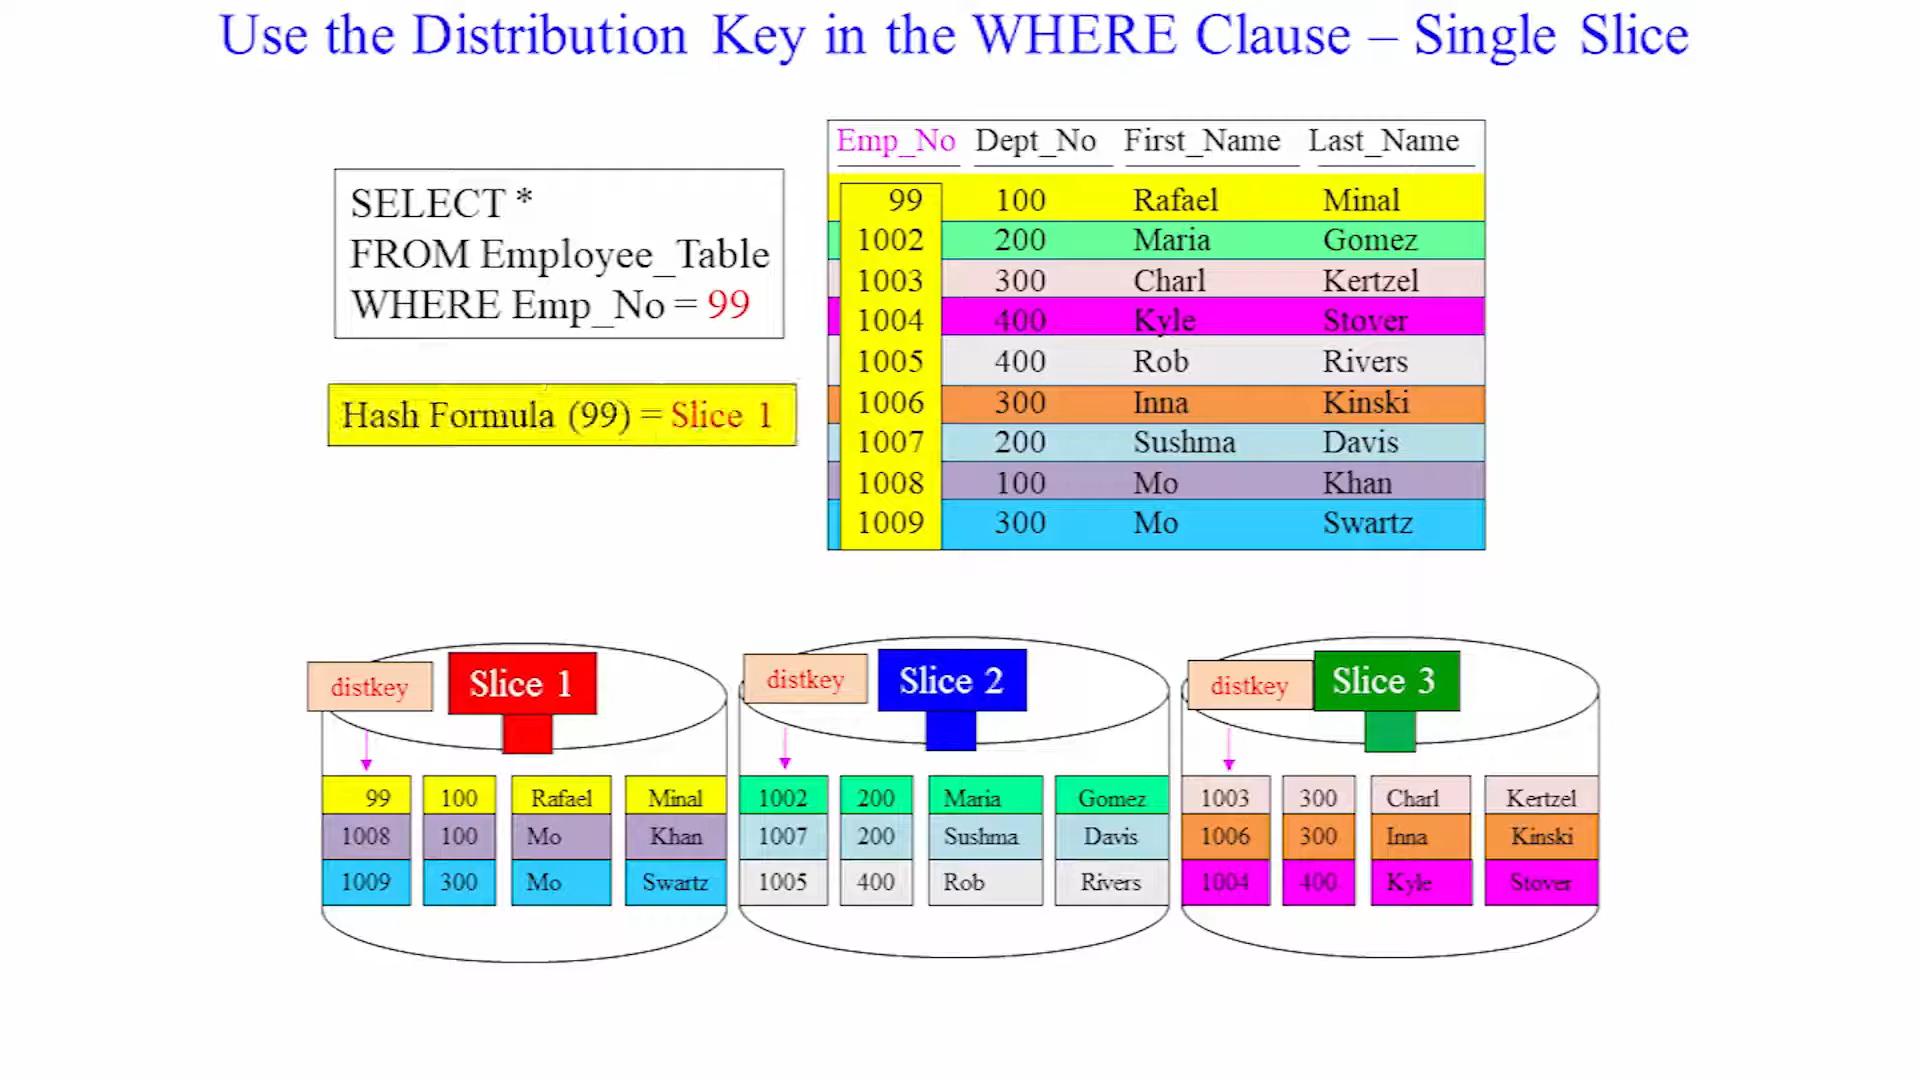 Use the Distribution Key in the WHERE Clause – Single Slice
SELECT *
FROM Employee_Table
WHERE Emp_No = 99
Hash Formula (99) = Slice 1
Emp_No Dept_No First_Name Last_Name
99 100 Rafael Minal
1002 200 Maria Gomez
1003 300 Charl Kertzel
1004 400 Kyle Stover
1005 400 Rob Rivers
1006 300 Inna Kinski
1007 200 Sushma Davis
1008 100 Mo Khan
1009 300 Mo Swartz
distkey Slice 1
99 100 Rafael Minal
1008 100 Mo Khan
1009 300 Mo Swartz
distkey Slice 2
1002 200 Maria Gomez
1007 200 Sushma Davis
1005 400 Rob Rivers
distkey Slice 3
1003 300 Charl Kertzel
1006 300 Inna Kinski
1004 400 Kyle Stover